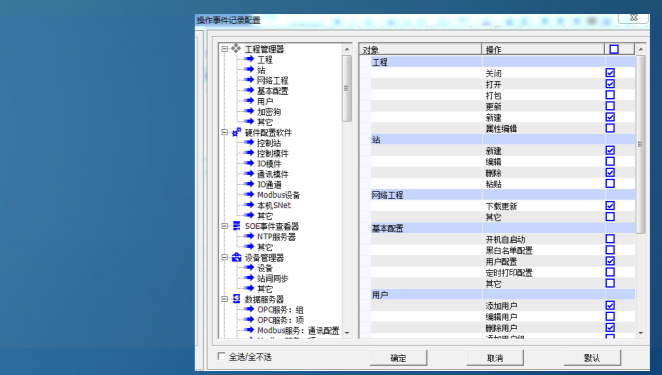 操作事件记录配置
工程管理器
工程
站
网络工程
基本配置
用户
加密狗
其它
硬件配置软件
控制站
控制模件
IO模件
通讯模件
IO通道
Modbus设备
本机SNet
其它
SOE事件查看器
NTP服务器
其它
设备管理器
设备
站间同步
其它
数据服务器
OPC服务：组
OPC服务：项
Modbus服务：通讯配置
对象 操作
工程
关闭
打开
打包
更新
新建
属性编辑
站
新建
编辑
删除
粘贴
网络工程
下载更新
其它
基本配置
开机自启动
黑白名单配置
用户配置
定时打印配置
其它
用户
添加用户
编辑用户
删除用户
全选/全不选
确定 取消 默认